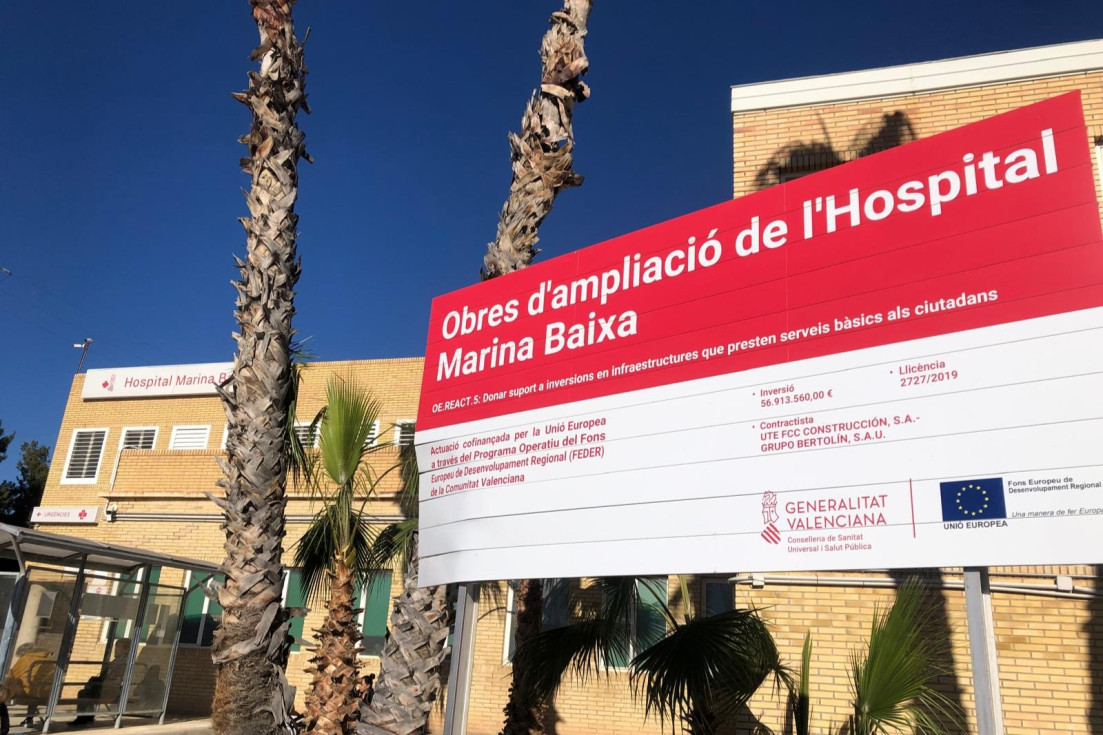 Obres d'ampliació de l'Hospital
Marina Baixa
OE.REACT.5: Donar suport a inversions en infraestructures que presten serveis bàsics als ciutadans
Actuació cofinançada per la Unió Europea
a través del Programa Operatiu del Fons
Europeu de Desenvolupament Regional (FEDER)
de la Comunitat Valenciana
• Inversió
56.913.560,00 €
• Llicència
2727/2019
• Contractista
UTE FCC CONSTRUCCIÓN, S.A.-
GRUPO BERTOLÍN, S.A.U.
GENERALITAT
VALENCIANA
Conselleria de Sanitat
Universal i Salut Pública
UNIÓ EUROPEA
Fons Europeu de
Desenvolupament Regional
Una manera de fer Europa
Hospital Marina B
URGÈNCIES